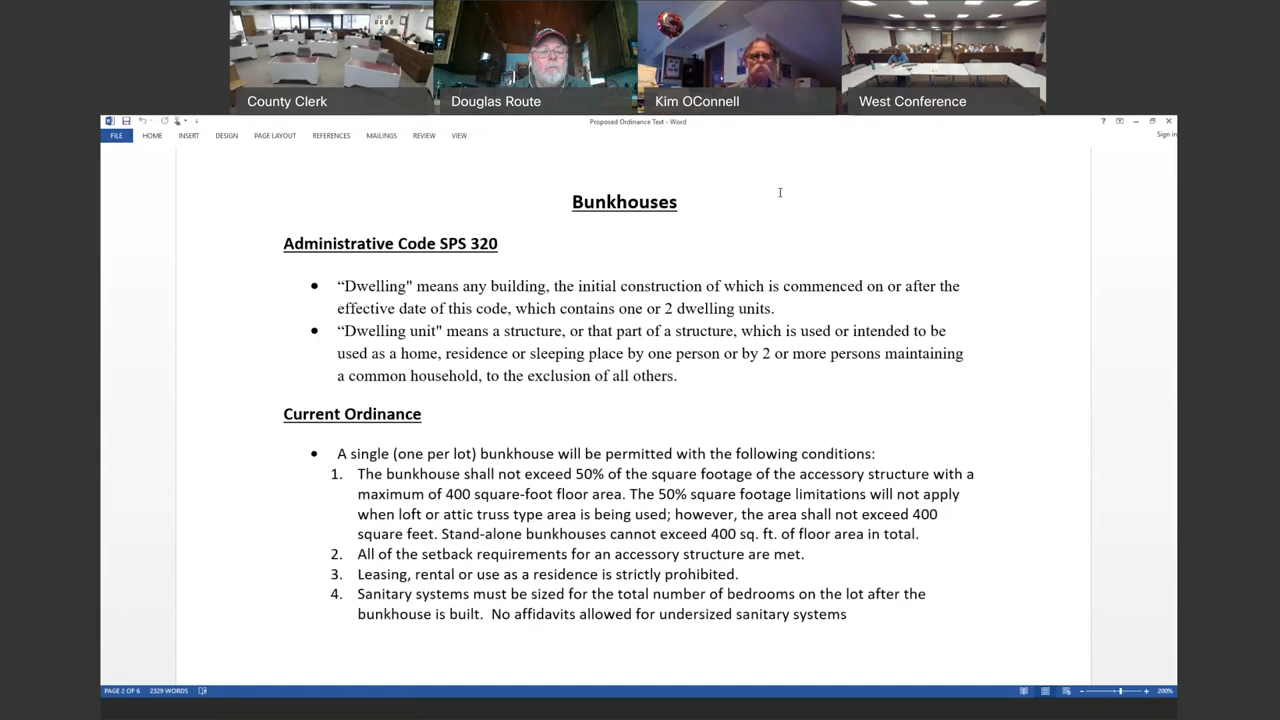 County Clerk
Douglas Route
Kim OConnell
West Conference
Proposed Ordinance Text - Word
?
Sign in
FILE HOME INSERT DESIGN PAGE LAYOUT REFERENCES MAILINGS REVIEW VIEW
Bunkhouses
Administrative Code SPS 320
• “Dwelling" means any building, the initial construction of which is commenced on or after the
effective date of this code, which contains one or 2 dwelling units.
• “Dwelling unit" means a structure, or that part of a structure, which is used or intended to be
used as a home, residence or sleeping place by one person or by 2 or more persons maintaining
a common household, to the exclusion of all others.
Current Ordinance
• A single (one per lot) bunkhouse will be permitted with the following conditions:
1. The bunkhouse shall not exceed 50% of the square footage of the accessory structure with a
maximum of 400 square-foot floor area. The 50% square footage limitations will not apply
when loft or attic truss type area is being used; however, the area shall not exceed 400
square feet. Stand-alone bunkhouses cannot exceed 400 sq. ft. of floor area in total.
2. All of the setback requirements for an accessory structure are met.
3. Leasing, rental or use as a residence is strictly prohibited.
4. Sanitary systems must be sized for the total number of bedrooms on the lot after the
bunkhouse is built. No affidavits allowed for undersized sanitary systems
PAGE 2 OF 6 2329 WORDS
200%